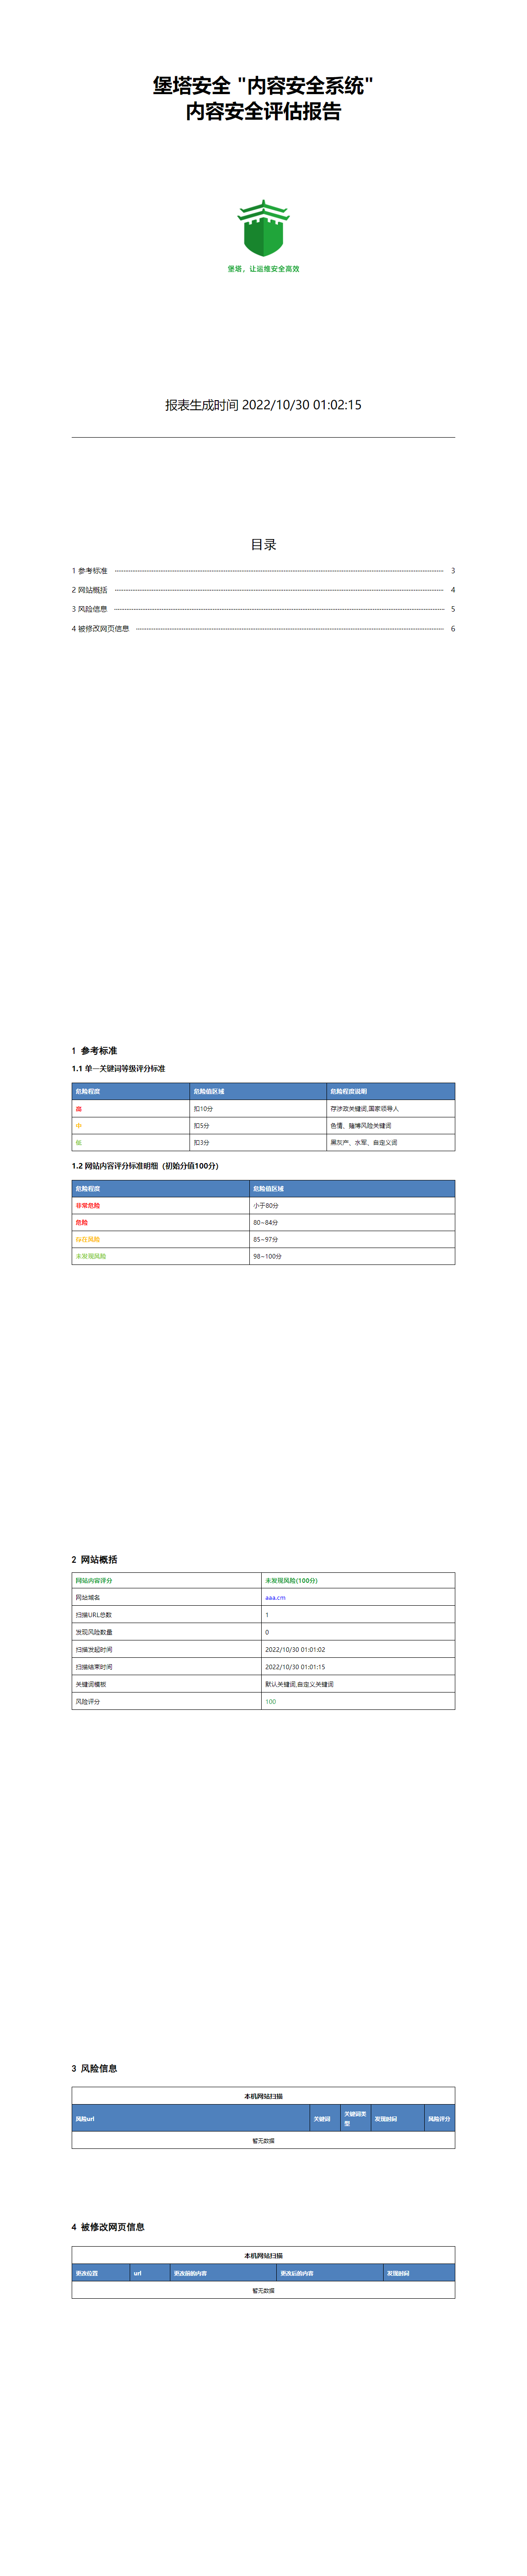 堡塔安全 "内容安全系统"
内容安全评估报告
堡塔，让运维安全高效
报表生成时间 2022/10/30 01:02:15
目录
1 参考标准 3
2 网站概括 4
3 风险信息 5
4 被修改网页信息 6
1 参考标准
1.1 单一关键词等级评分标准
危险程度 危险值区域 危险程度说明
高 扣10分 存涉政关键词,国家领导人
中 扣5分 色情、赌博风险关键词
低 扣3分 黑灰产、水军、自定义词
1.2 网站内容评分标准明细 (初始分值100分)
危险程度 危险值区域
非常危险 小于80分
危险 80~84分
存在风险 85~97分
未发现风险 98~100分
2 网站概括
网站内容评分 未发现风险(100分)
网站域名 aaa.cm
扫描URL总数 1
发现风险数量 0
扫描发起时间 2022/10/30 01:01:02
扫描结束时间 2022/10/30 01:01:15
关键词模板 默认关键词,自定义关键词
风险评分 100
3 风险信息
本机网站扫描
风险url 关键词 关键词类型 发现时间 风险评分
暂无数据
4 被修改网页信息
本机网站扫描
更改位置 url 更改前的内容 更改后的内容 发现时间
暂无数据